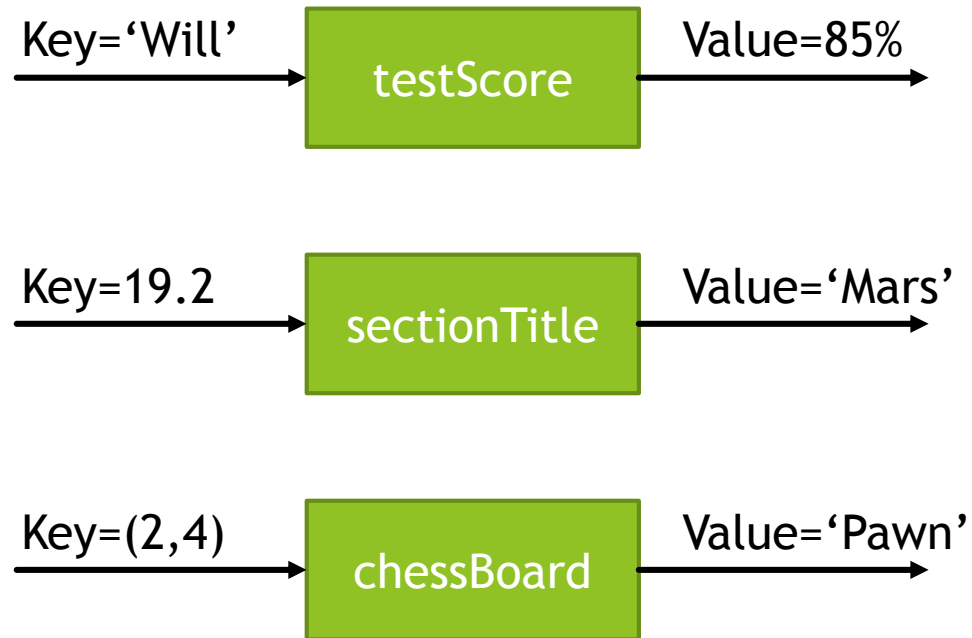 Key=‘Will’
testScore
Value=85%
Key=19.2
sectionTitle
Value=‘Mars’
Key=(2,4)
chessBoard
Value=‘Pawn’